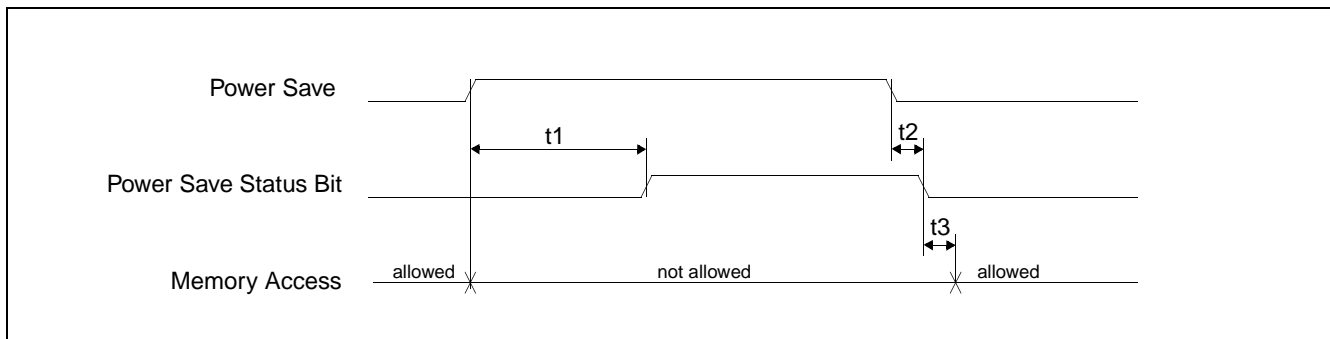 Power Save
t1
t2
Power Save Status Bit
t3
Memory Access
allowed
not allowed
allowed